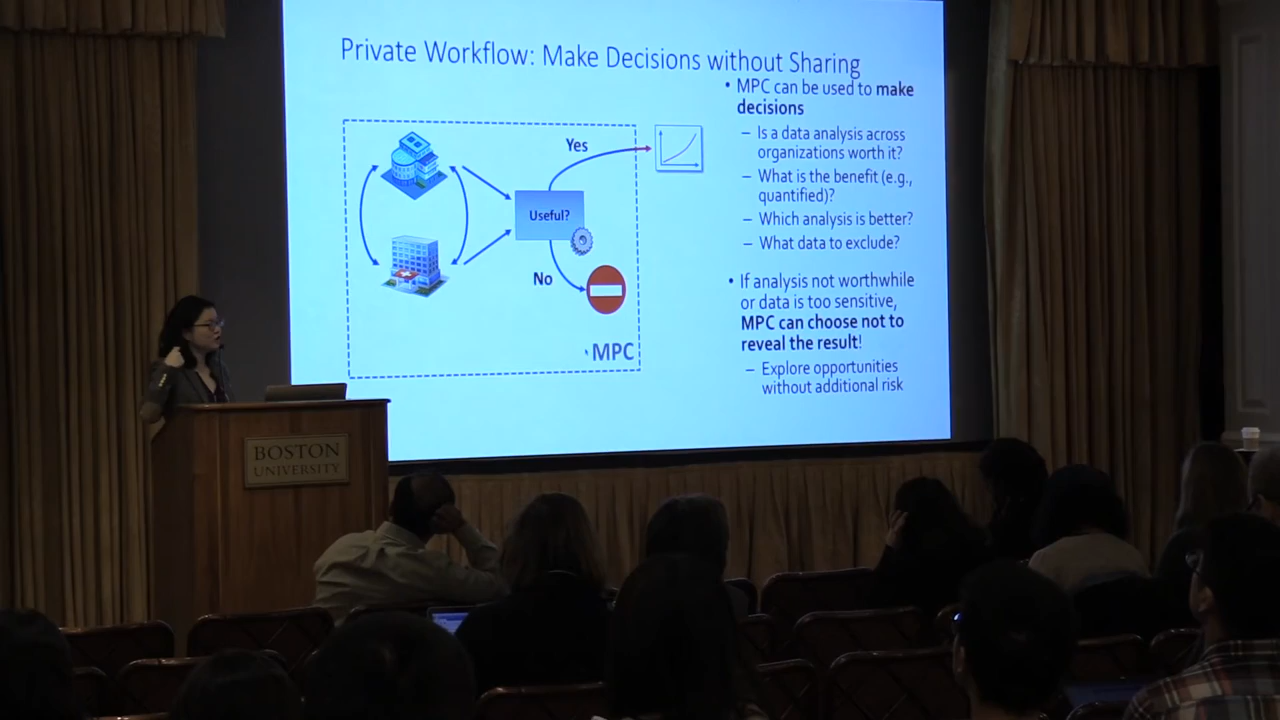 Private Workflow: Make Decisions without Sharing
Yes
Useful?
No
MPC
• MPC can be used to make
decisions
– Is a data analysis across
organizations worth it?
– What is the benefit (e.g.,
quantified)?
– Which analysis is better?
– What data to exclude?
• If analysis not worthwhile
or data is too sensitive,
MPC can choose not to
reveal the result!
– Explore opportunities
without additional risk
BOSTON
UNIVERSITY